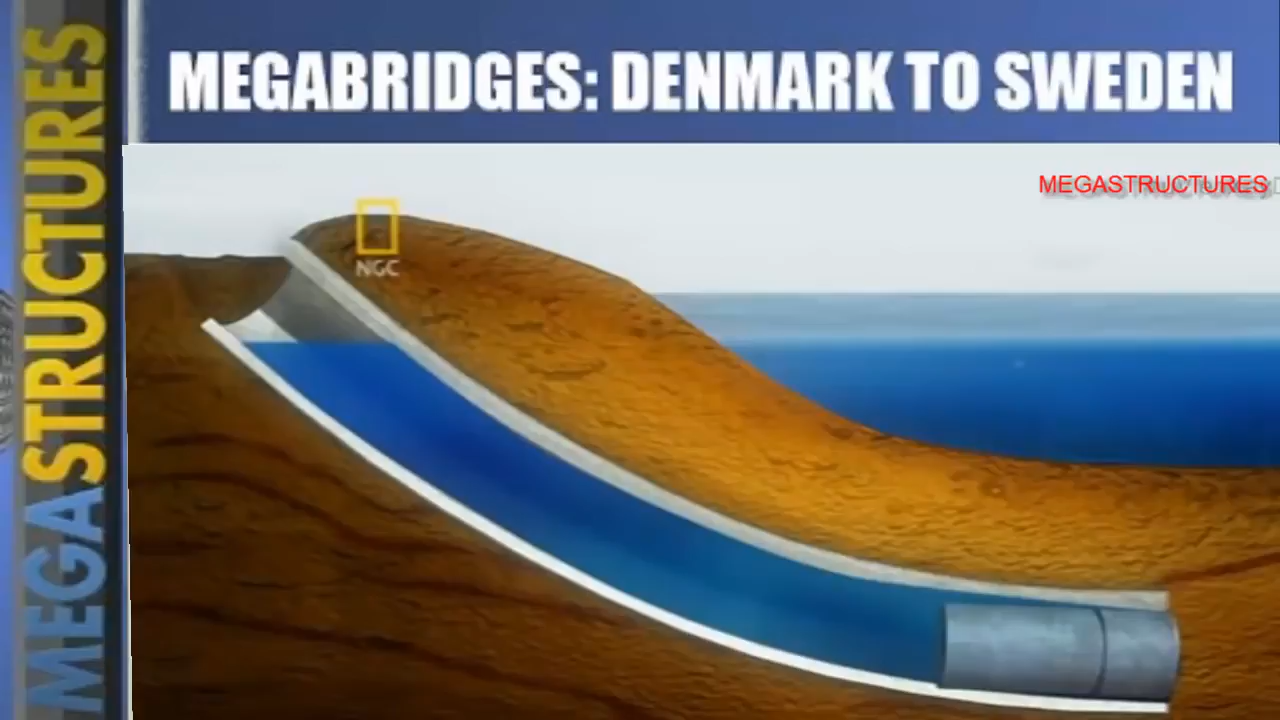 MEGASTRUCTURES
MEGABRIDGES: DENMARK TO SWEDEN
MEGASTRUCTURES
NGC